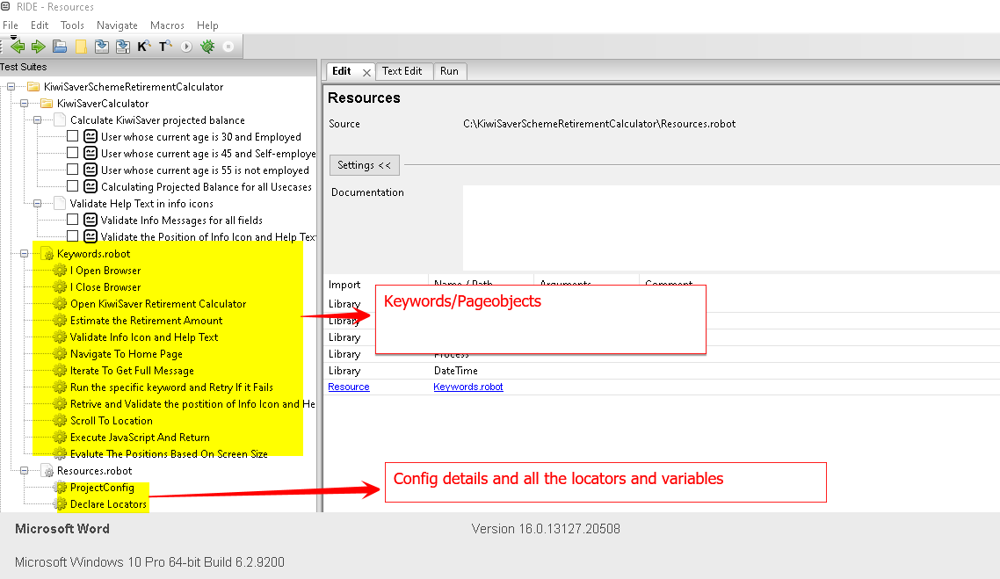 RIDE - Resources
File Edit Tools Navigate Macros Help
Test Suites
KiwiSaverSchemeRetirementCalculator
KiwiSaverCalculator
Calculate KiwiSaver projected balance
User whose current age is 30 and Employed
User whose current age is 45 and Self-employe
User whose current age is 55 is not employed
Calculating Projected Balance for all Usecases
Validate Help Text in info icons
Validate Info Messages for all fields
Validate the Position of Info Icon and Help Tex
Keywords.robot
I Open Browser
I Close Browser
Open KiwiSaver Retirement Calculator
Estimate the Retirement Amount
Validate Info Icon and Help Text
Navigate To Home Page
Iterate To Get Full Message
Run the specific keyword and Retry If it Fails
Retrive and Validate the postition of Info Icon and He
Scroll To Location
Execute JavaScript And Return
Evalute The Positions Based On Screen Size
Resources.robot
ProjectConfig
Declare Locators
Edit Text Edit Run
Resources
Source C:\KiwiSaverSchemeRetirementCalculator\Resources.robot
Settings <<
Documentation
Import Name / Path Arguments Comment
Library
Library
Library
Library Process
Library DateTime
Resource Keywords.robot
Keywords/Pageobjects
Config details and all the locators and variables
Microsoft Word Version 16.0.13127.20508
Microsoft Windows 10 Pro 64-bit Build 6.2.9200